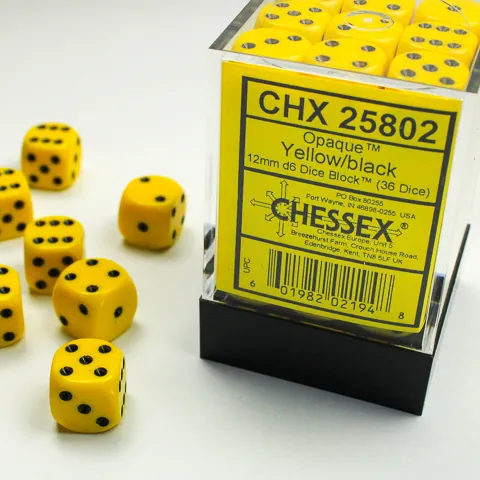 CHX 25802
Opaque™
Yellow/black
12mm d6 Dice Block™ (36 Dice)
PO Box 80255
Fort Wayne, IN 46898-0255 USA
CHESSEX®
Chessex Europe, Unit 5
Breezehurst Farm, Crouch House Road,
Edenbridge, Kent, TN8 5LF UK
UPC
6 01982 02194 8